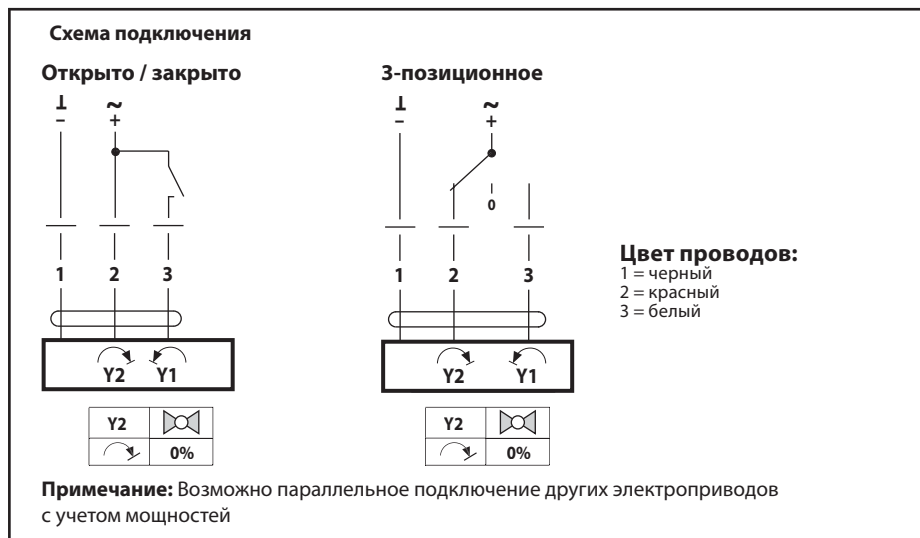 Схема подключения
Открыто / закрыто
⊥ ~
– +
1 2 3
Y2 Y1
Y2
0%
3-позиционное
⊥ ~
– +
0
1 2 3
Y2 Y1
Y2
0%
Цвет проводов:
1 = черный
2 = красный
3 = белый
Примечание: Возможно параллельное подключение других электроприводов
с учетом мощностей